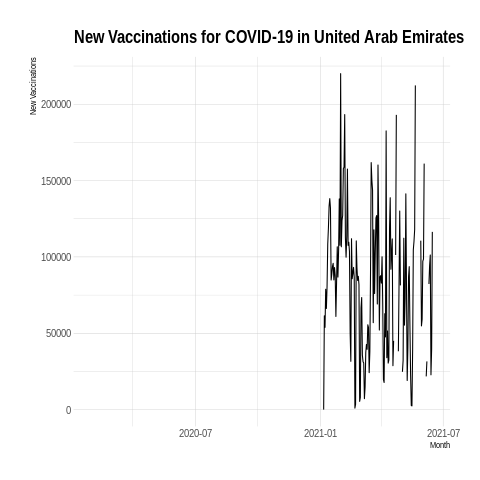 New Vaccinations for COVID-19 in United Arab Emirates
New Vaccinations
200000
150000
100000
50000
0
2020-07
2021-01
2021-07
Month